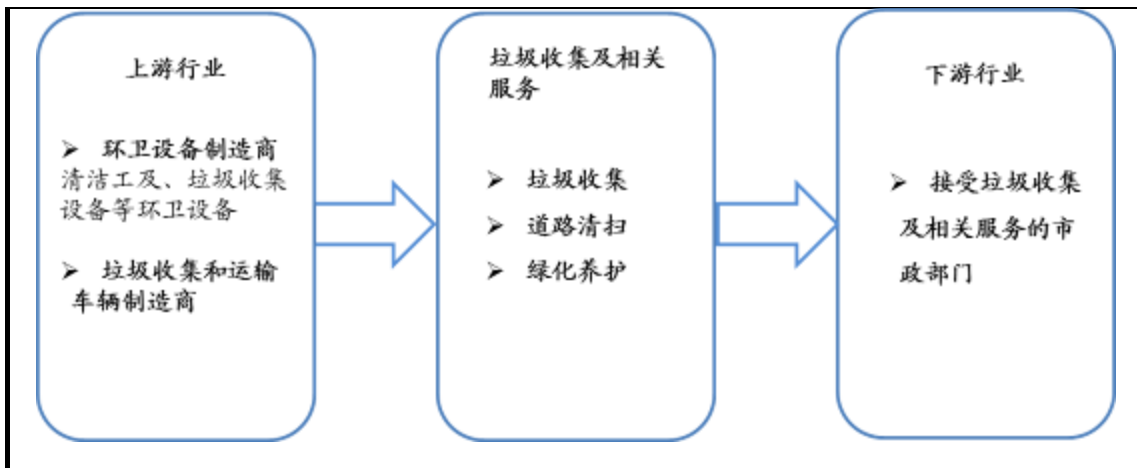 上游行业
➢ 环卫设备制造商
清洁工及、垃圾收集
设备等环卫设备
➢ 垃圾收集和运输
车辆制造商
垃圾收集及相关
服务
➢ 垃圾收集
➢ 道路清扫
➢ 绿化养护
下游行业
➢ 接受垃圾收集
及相关服务的市
政部门